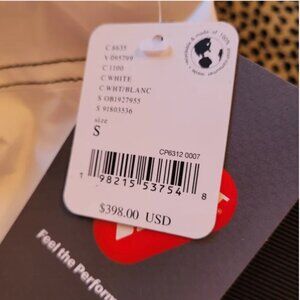 C 8635
V 095799
C 1100
C WHITE
C WHT/BLANC
S OB1927955
S 91803536
size
S
CP6312 0007
1 98215 53754 8
$398.00 USD
Feel the Perform